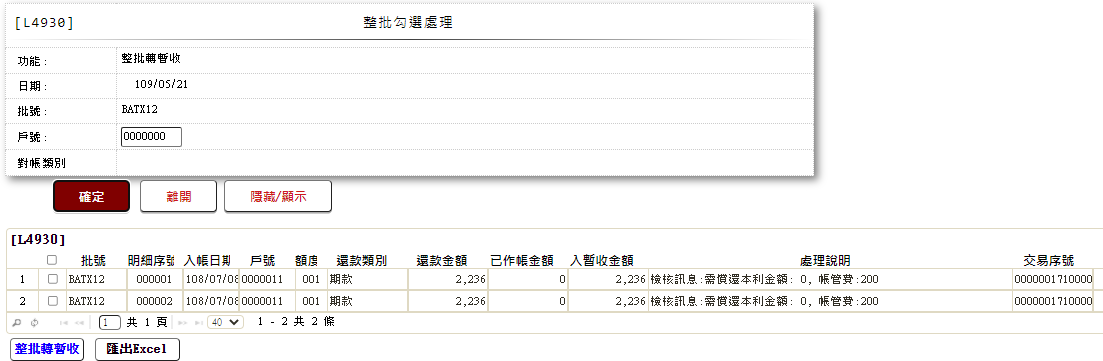 [L4930] 整批勾選處理
功能 : 整批轉暫收
日期 : 109/05/21
批號 : BATX12
戶號 : 0000000
對帳類別
確定 離開 隱藏/顯示
[L4930]
批號 明細序號 入帳日期 戶號 額度 還款類別 還款金額 已作帳金額 入暫收金額 處理說明 交易序號
1 BATX12 000001 108/07/08 0000011 001 期款 2,236 0 2,236 檢核訊息:需償還本利金額: 0, 帳管費:200 0000001710000
2 BATX12 000002 108/07/08 0000011 001 期款 2,236 0 2,236 檢核訊息:需償還本利金額: 0, 帳管費:200 0000001710000
1 共 1 頁 40 1 - 2 共 2 條
整批轉暫收 匯出Excel